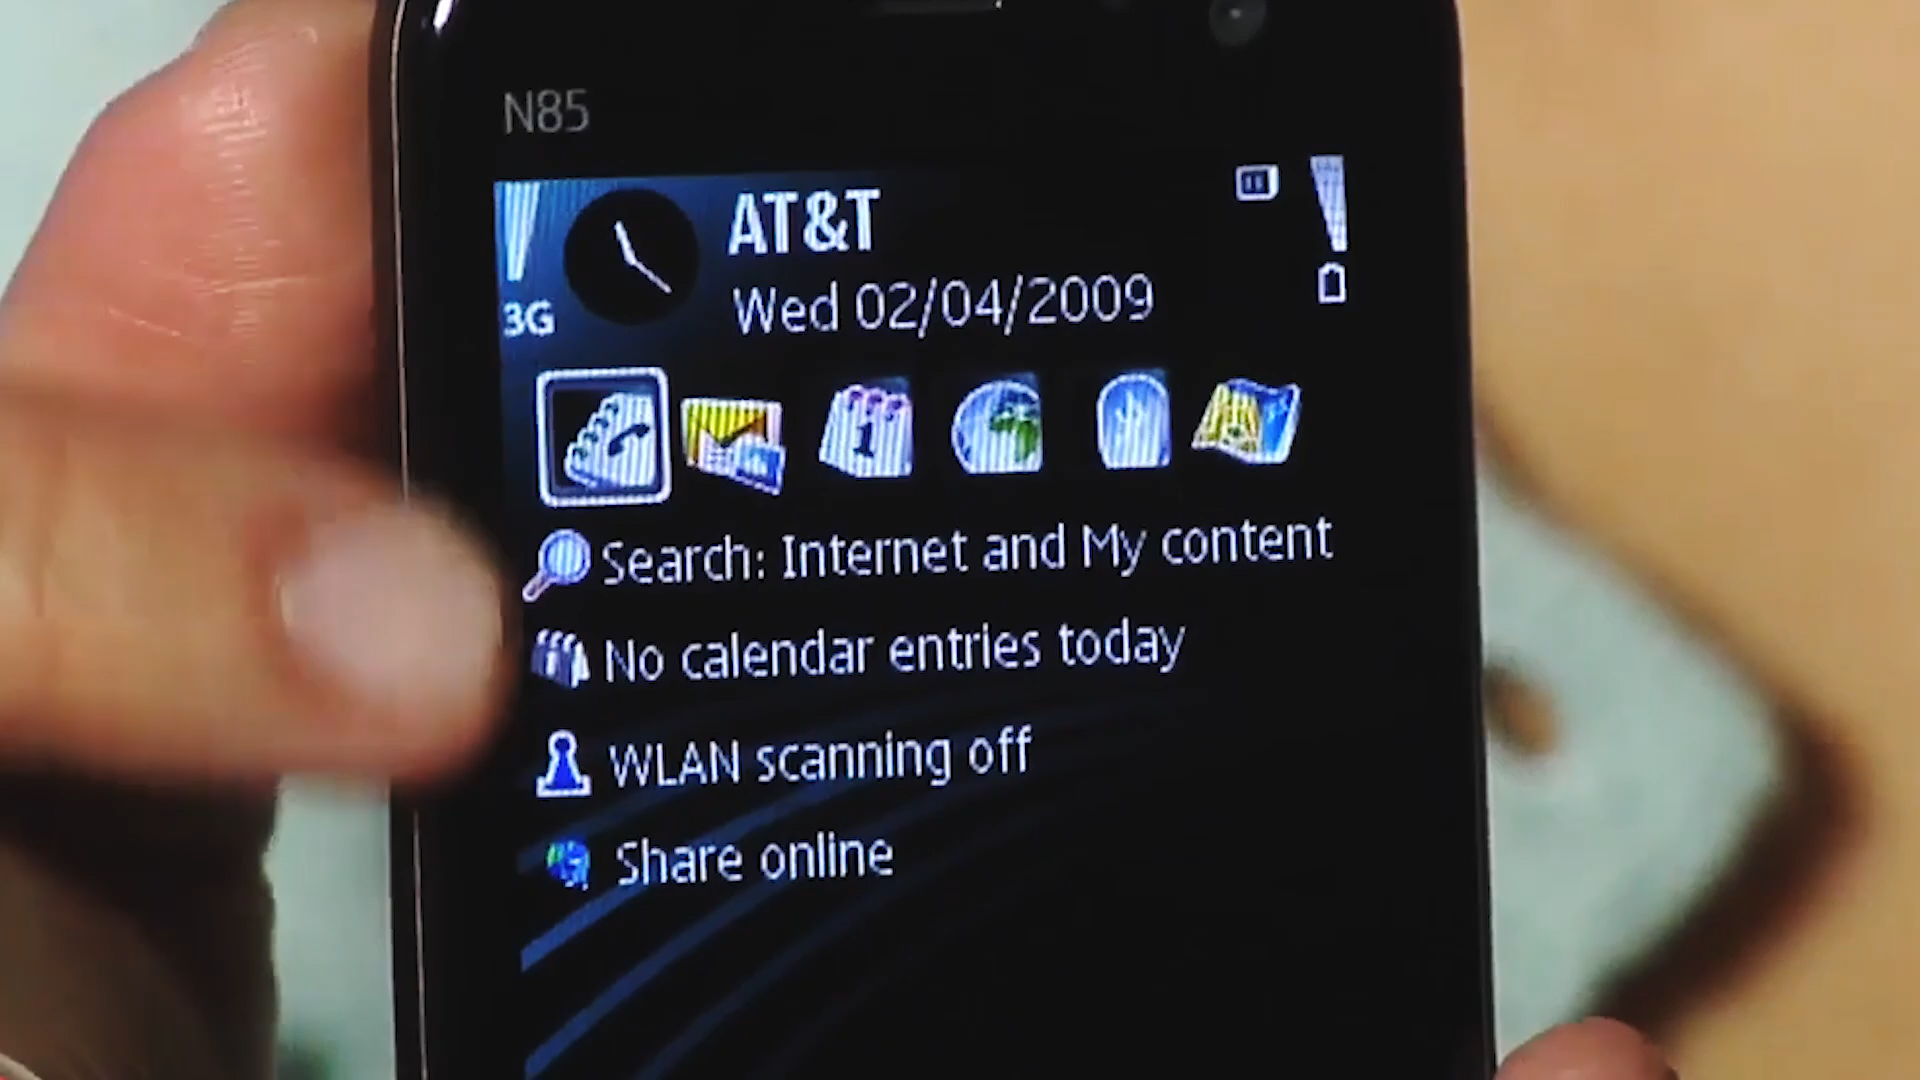 N85
AT&T
Wed 02/04/2009
3G
1
Search: Internet and My content
No calendar entries today
WLAN scanning off
Share online